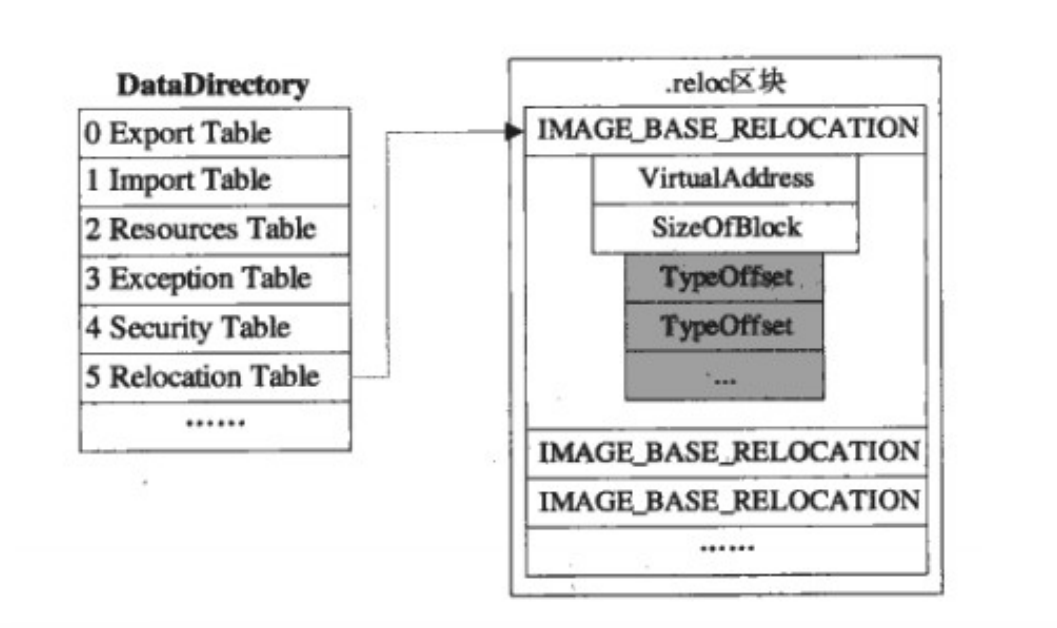 DataDirectory
0 Export Table
1 Import Table
2 Resources Table
3 Exception Table
4 Security Table
5 Relocation Table
......
.reloc区块
IMAGE_BASE_RELOCATION
VirtualAddress
SizeOfBlock
TypeOffset
TypeOffset
...
IMAGE_BASE_RELOCATION
IMAGE_BASE_RELOCATION
......